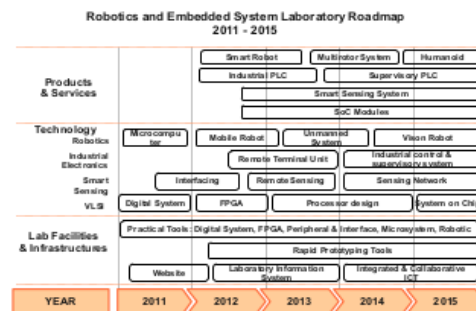 Robotics and Embedded System Laboratory Roadmap
2011 - 2015
Smart Robot
Multirotor System
Humanoid
Products
& Services
Industrial PLC
Supervisory PLC
Smart Sensing System
SoC Modules
Technology
Robotics
Microcompu
ter
Mobile Robot
Unmanned
System
Vision Robot
Industrial
Electronics
Remote Terminal Unit
Industrial control &
supervisory system
Smart
Sensing
Interfacing
Remote Sensing
Sensing Network
VLSI
Digital System
FPGA
Processor design
System on Chip
Lab Facilities
& Infrastructures
Practical Tools: Digital System, FPGA, Peripheral & Interface, Microsystem, Robotic
Rapid Prototyping Tools
Website
Laboratory Information
System
Integrated & Collaborative
ICT
YEAR
2011
2012
2013
2014
2015